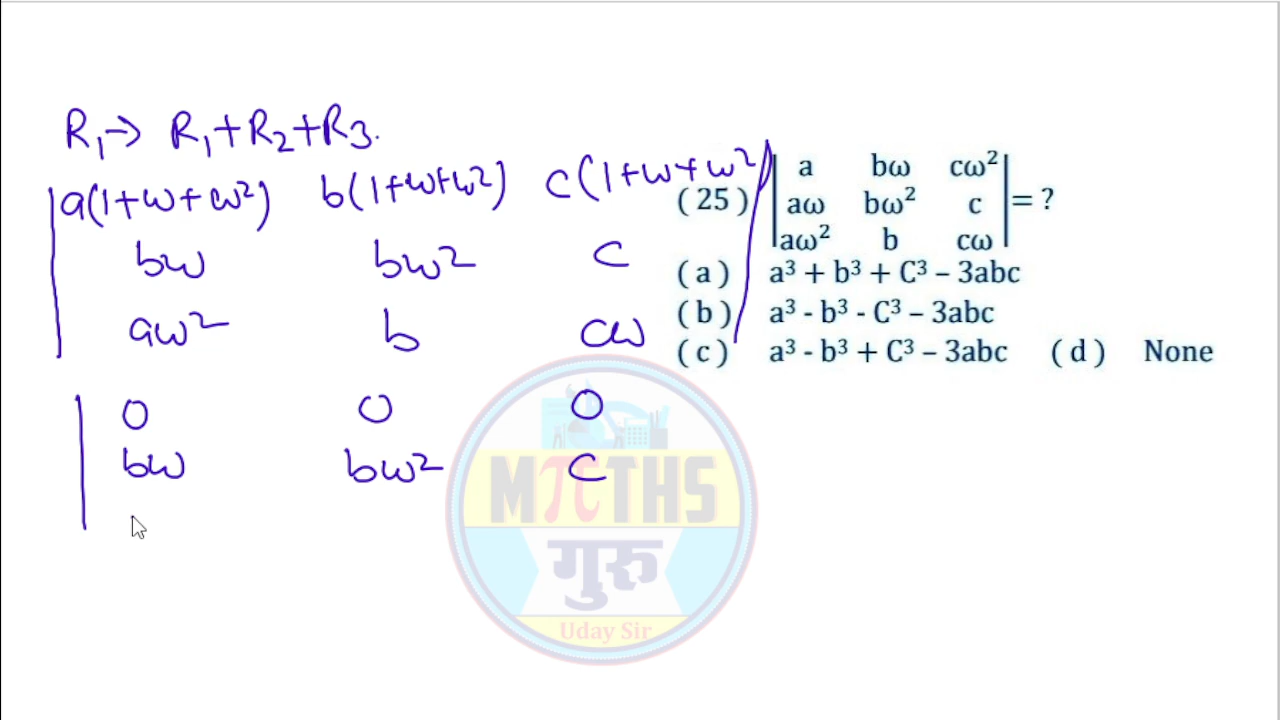 R₁→ R₁+R₂+R₃.
a(1+ω+ω²) b(1+ω+ω²) c(1+ω+ω²)
bω bω² c
aω² b cω
0 0 0
bω bω² c
(25) | a bω cω² |
| aω bω² c | = ?
| aω² b cω |
(a) a³ + b³ + C³ – 3abc
(b) a³ - b³ - C³ – 3abc
(c) a³ - b³ + C³ – 3abc (d) None
MπTHS
गुरु
Uday Sir